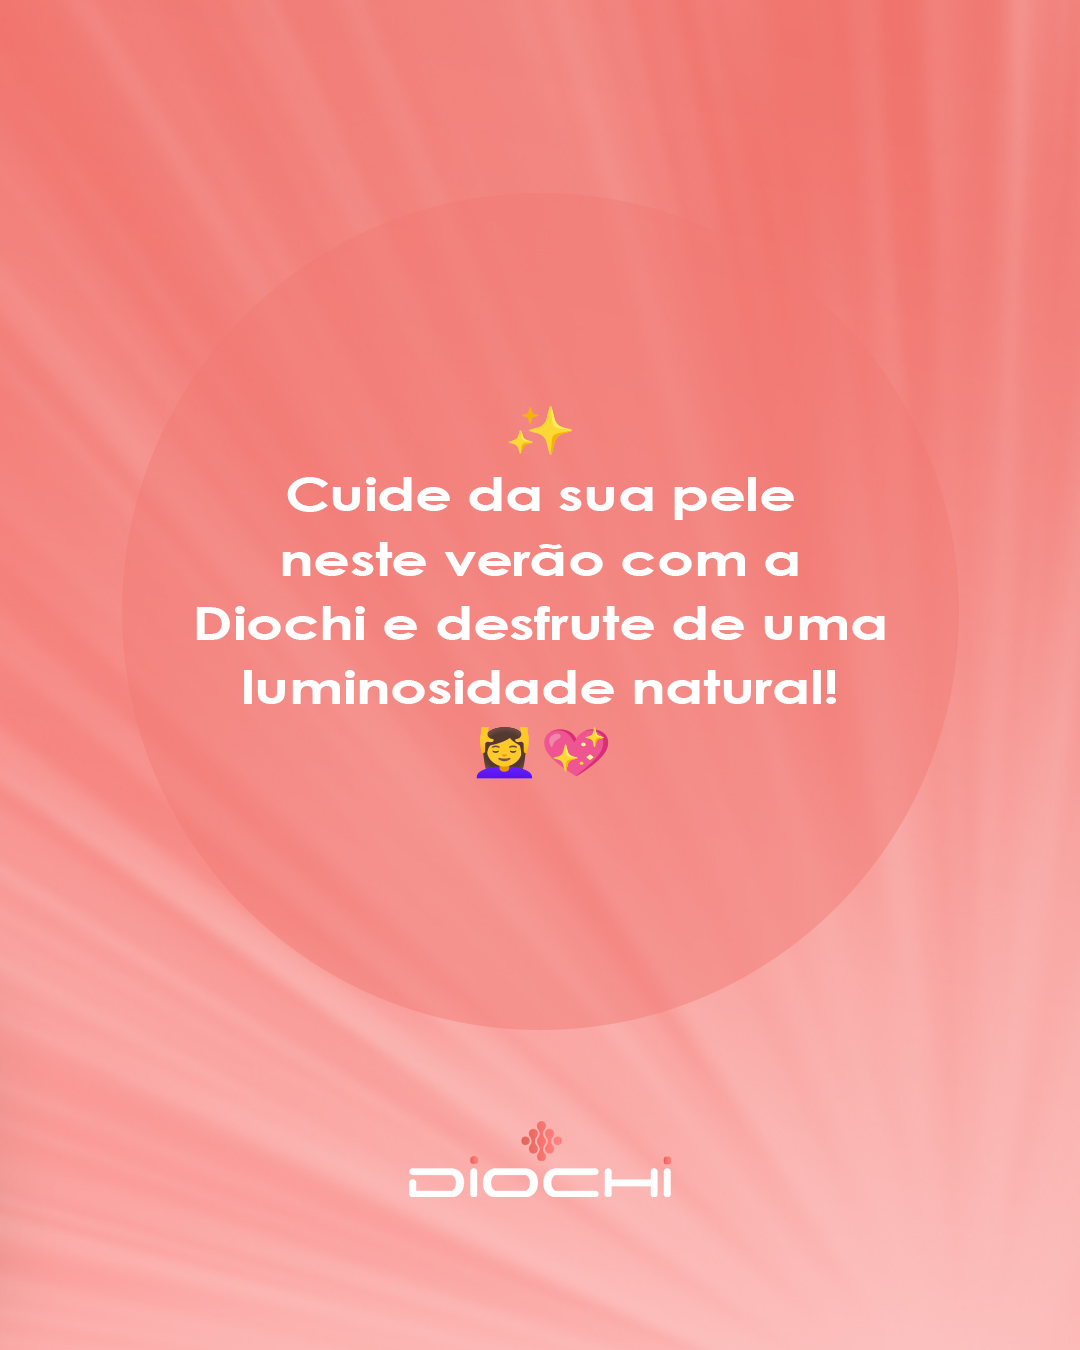 ✨
Cuide da sua pele
neste verão com a
Diochi e desfrute de uma
luminosidade natural!
💆‍♀️💖
DIOCHI